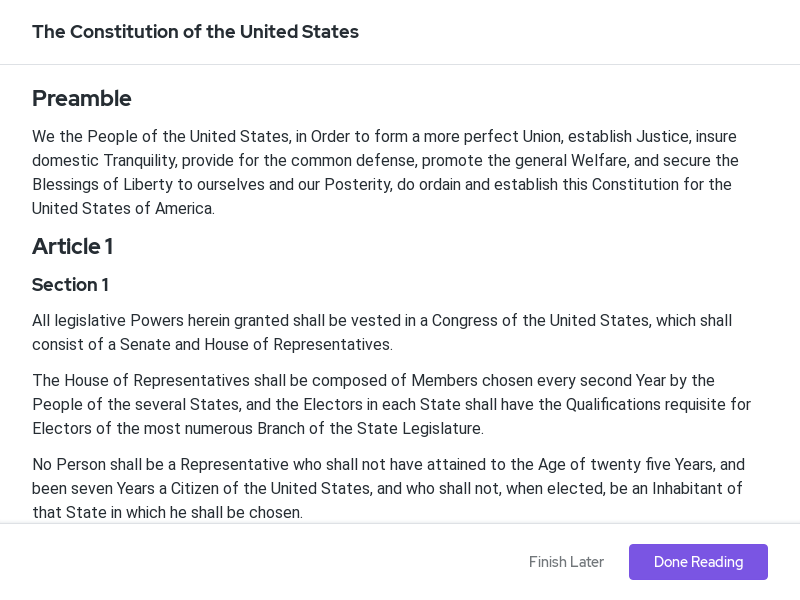 The Constitution of the United States
Preamble
We the People of the United States, in Order to form a more perfect Union, establish Justice, insure
domestic Tranquility, provide for the common defense, promote the general Welfare, and secure the
Blessings of Liberty to ourselves and our Posterity, do ordain and establish this Constitution for the
United States of America.
Article 1
Section 1
All legislative Powers herein granted shall be vested in a Congress of the United States, which shall
consist of a Senate and House of Representatives.
The House of Representatives shall be composed of Members chosen every second Year by the
People of the several States, and the Electors in each State shall have the Qualifications requisite for
Electors of the most numerous Branch of the State Legislature.
No Person shall be a Representative who shall not have attained to the Age of twenty five Years, and
been seven Years a Citizen of the United States, and who shall not, when elected, be an Inhabitant of
that State in which he shall be chosen.
Finish Later
Done Reading